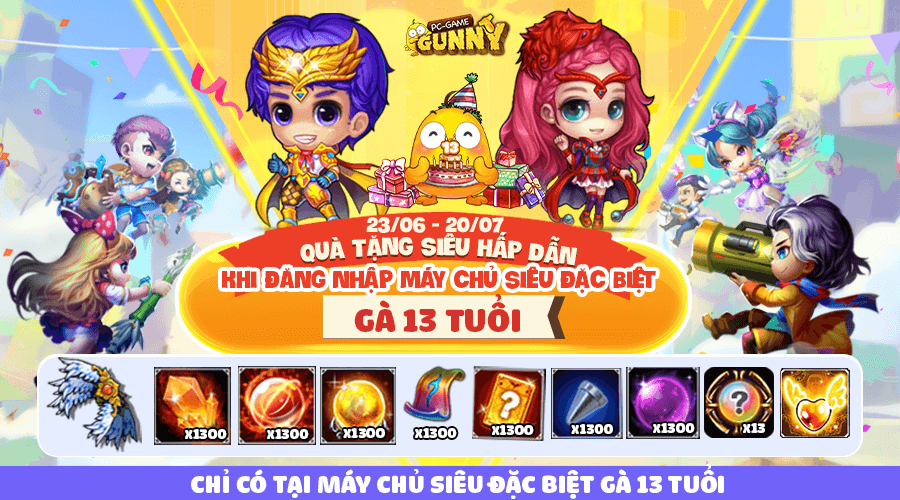 PC-GAME
GUNNY
13
23/06 - 20/07
QUÀ TẶNG SIÊU HẤP DẪN
KHI ĐĂNG NHẬP MÁY CHỦ SIÊU ĐẶC BIỆT
GÀ 13 TUỔI
X1300 X1300 X1300 X1300 ? X1300 X1300 X1300 ? X13
CHỈ CÓ TẠI MÁY CHỦ SIÊU ĐẶC BIỆT GÀ 13 TUỔI